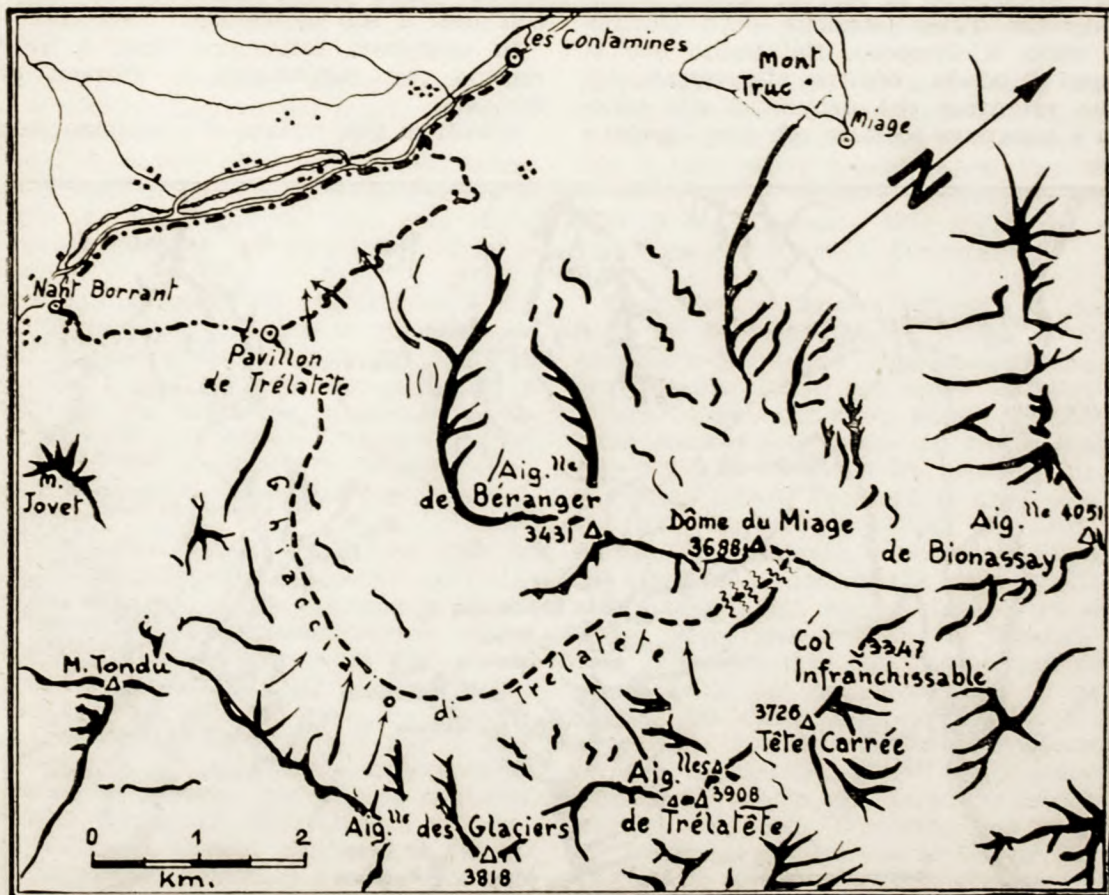 les Contamines
Mont
Truc
Miage
N
Nant Borrant
Pavillon
de Trélatête
M.
Jovet
Aig.lle
de Béranger
3431
Dôme du Miage
3688
Aig.lle 4051
de Bionassay
Ghiacciaio di Trélatête
Col 3347
Infranchissable
M. Tondu
3726
Tête Carrée
Aig.lles
3908
de Trélatête
Aig.lle des Glaciers
3818
0 1 2
Km.